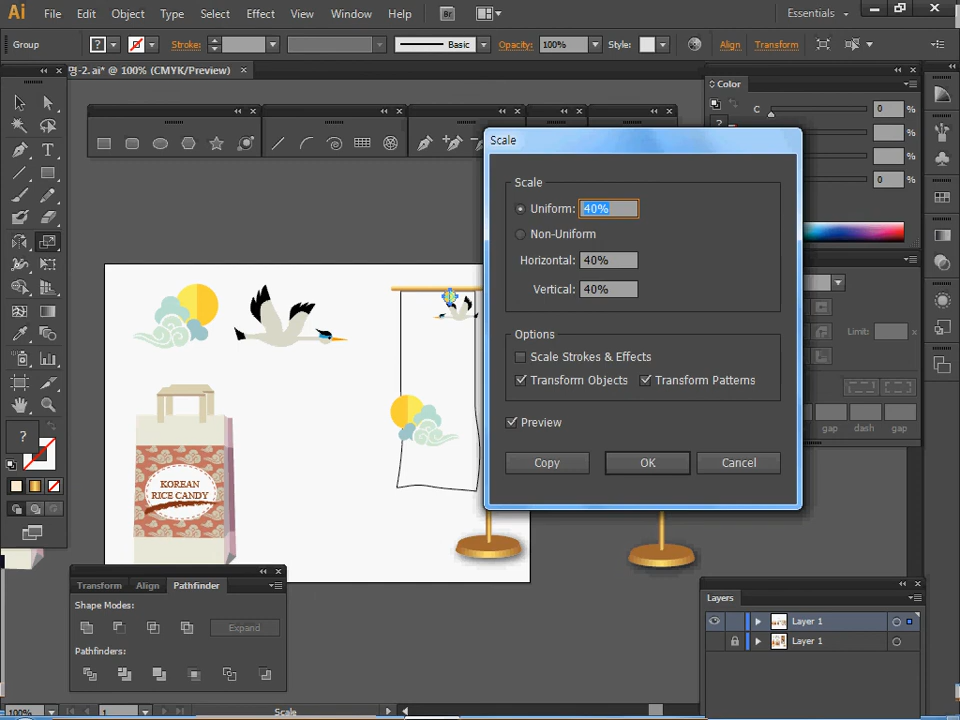 Ai File Edit Object Type Select Effect View Window Help Br Essentials
Group ? Stroke: Basic Opacity: 100% Style: Align Transform
명-2.ai* @ 100% (CMYK/Preview) ×
Color
C 0 %
%
%
0 %
Scale
Scale
Uniform: 40%
Non-Uniform
Horizontal: 40%
Vertical: 40%
Options
Scale Strokes & Effects
Transform Objects Transform Patterns
Preview
Copy OK Cancel
Limit:
gap dash gap
KOREAN
RICE CANDY
?
Transform Align Pathfinder
Shape Modes:
Expand
Pathfinders:
Layers
Layer 1
Layer 1
100% 1 Scale